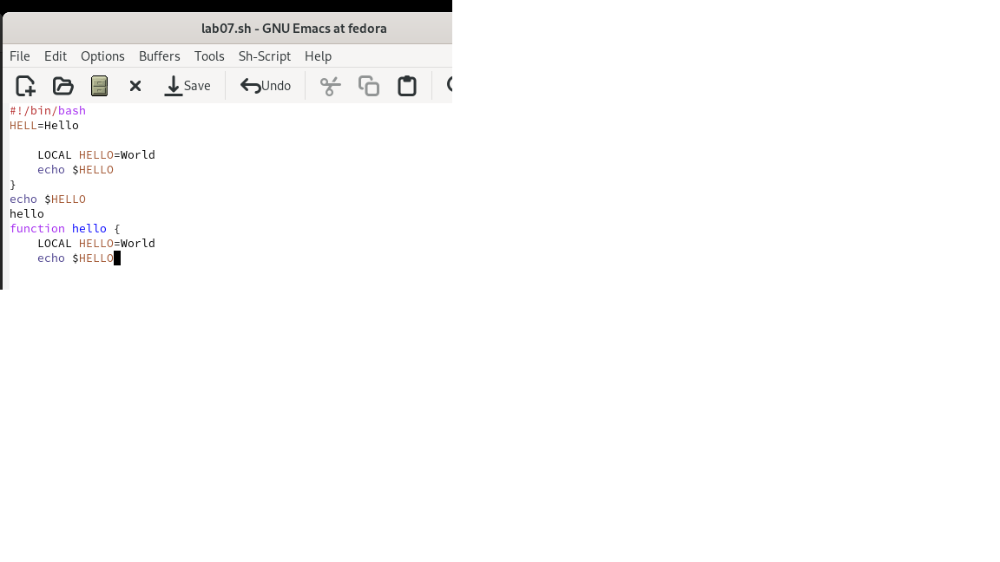 lab07.sh - GNU Emacs at fedora
File Edit Options Buffers Tools Sh-Script Help
Save Undo
#!/bin/bash
HELL=Hello
LOCAL HELLO=World
echo $HELLO
}
echo $HELLO
hello
function hello {
LOCAL HELLO=World
echo $HELLO